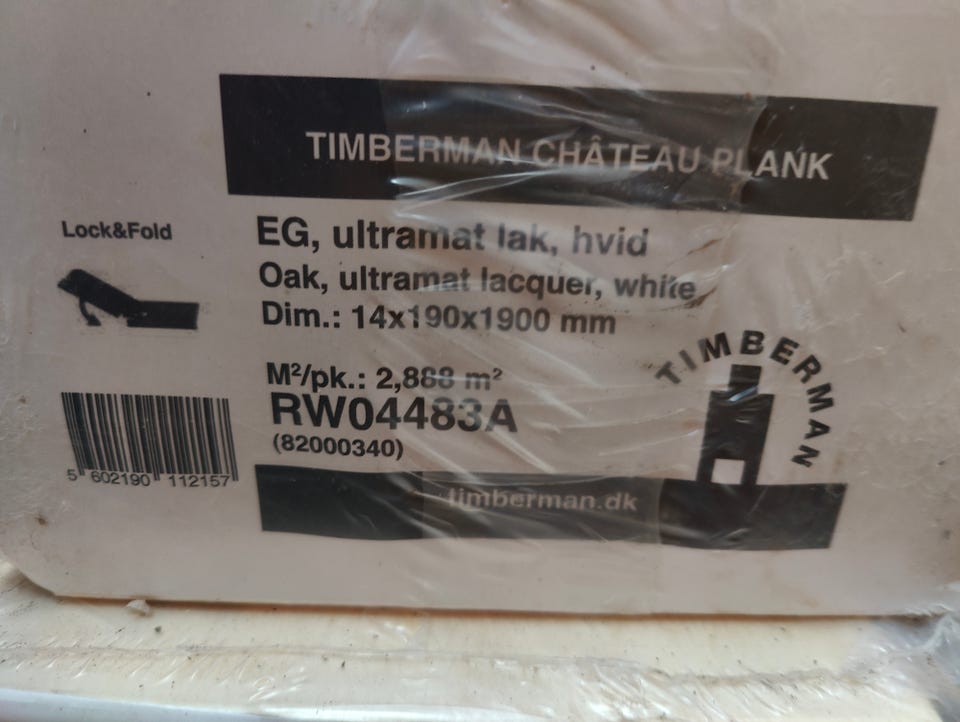 TIMBERMAN CHÂTEAU PLANK
Lock&Fold
EG, ultramat lak, hvid
Oak, ultramat lacquer, white
Dim.: 14x190x1900 mm
M²/pk.: 2,888 m²
RW04483A
(82000340)
5 602190 112157
TIMBERMAN
timberman.dk